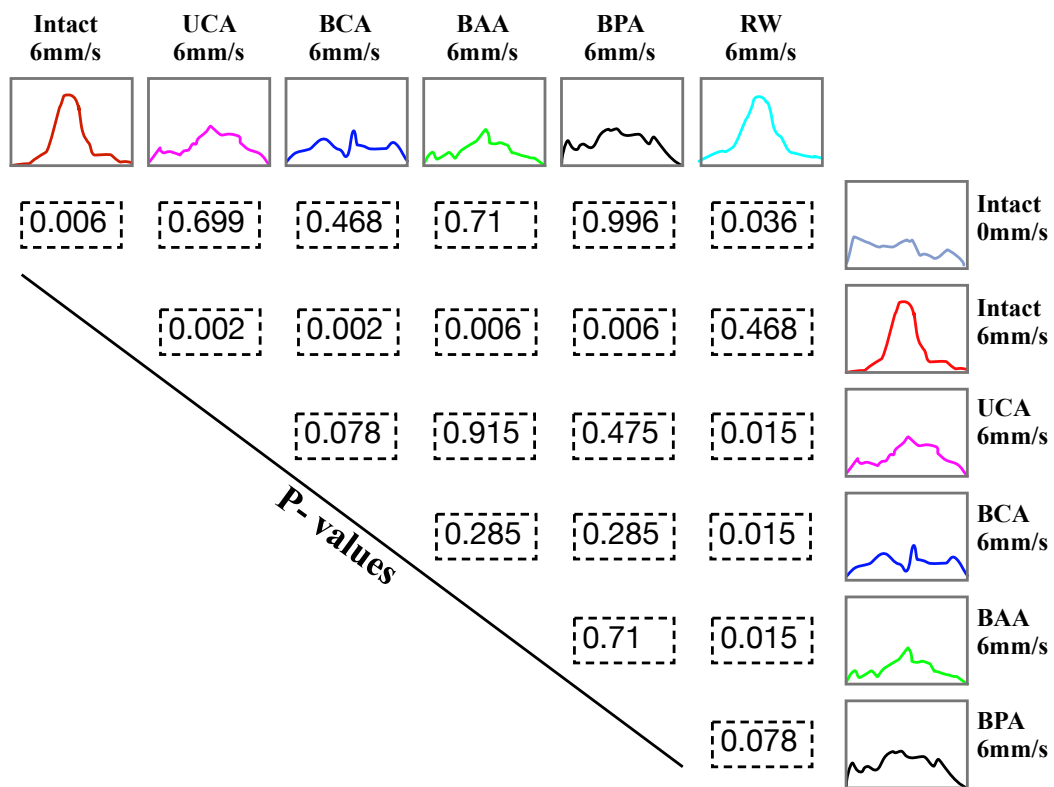 Intact UCA BCA BAA BPA RW
6mm/s 6mm/s 6mm/s 6mm/s 6mm/s 6mm/s
0.006 0.699 0.468 0.71 0.996 0.036 Intact
0mm/s
0.002 0.002 0.006 0.006 0.468 Intact
6mm/s
0.078 0.915 0.475 0.015 UCA
6mm/s
0.285 0.285 0.015 BCA
6mm/s
0.71 0.015 BAA
6mm/s
0.078 BPA
6mm/s
P- values